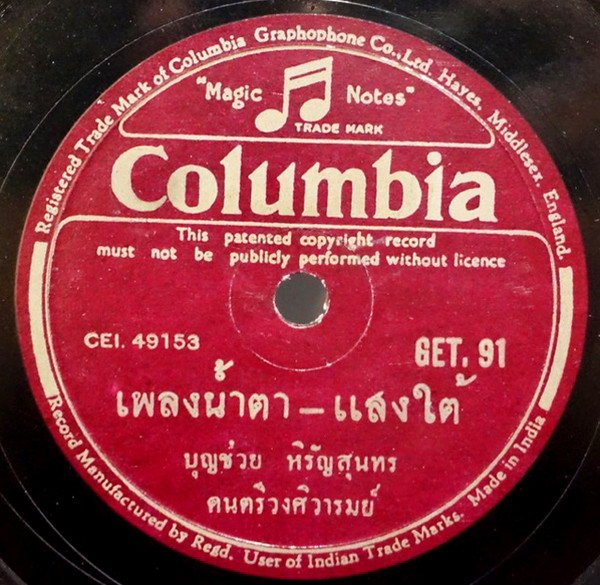 Registered Trade Mark of Columbia Graphophone Co., Ltd. Hayes, Middlesex, England.
"Magic Notes"
TRADE MARK
Columbia
This patented copyright record
must not be publicly performed without licence
CEI. 49153 GET. 91
เพลงน้ำตา – แสงใต้
บุญช่วย หิรัญสุนทร
ดนตรีวงศิวารมย์
Record Manufactured by Regd. User of Indian Trade Marks. Made in India